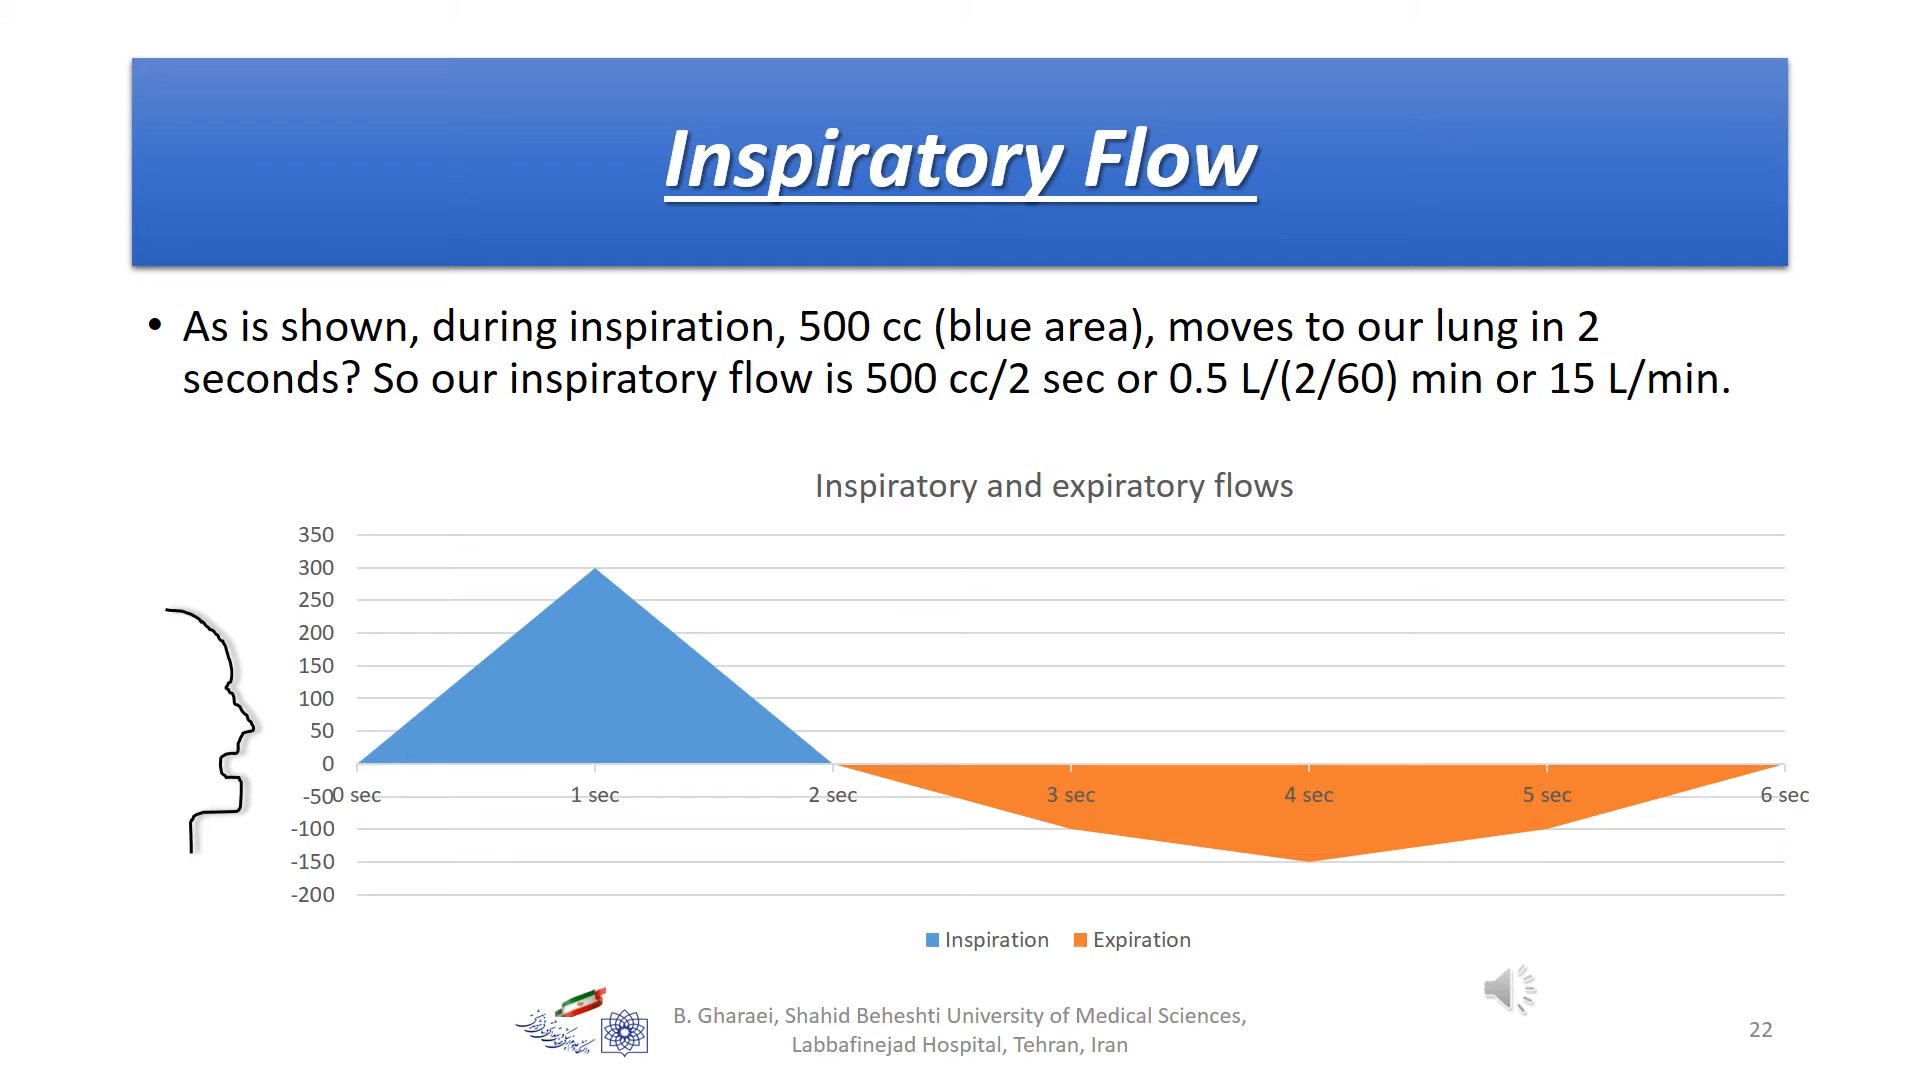 Inspiratory Flow
• As is shown, during inspiration, 500 cc (blue area), moves to our lung in 2
seconds? So our inspiratory flow is 500 cc/2 sec or 0.5 L/(2/60) min or 15 L/min.
Inspiratory and expiratory flows
350
300
250
200
150
100
50
0
-50
-100
-150
-200
0 sec 1 sec 2 sec 3 sec 4 sec 5 sec 6 sec
Inspiration Expiration
B. Gharaei, Shahid Beheshti University of Medical Sciences,
Labbafinejad Hospital, Tehran, Iran
22